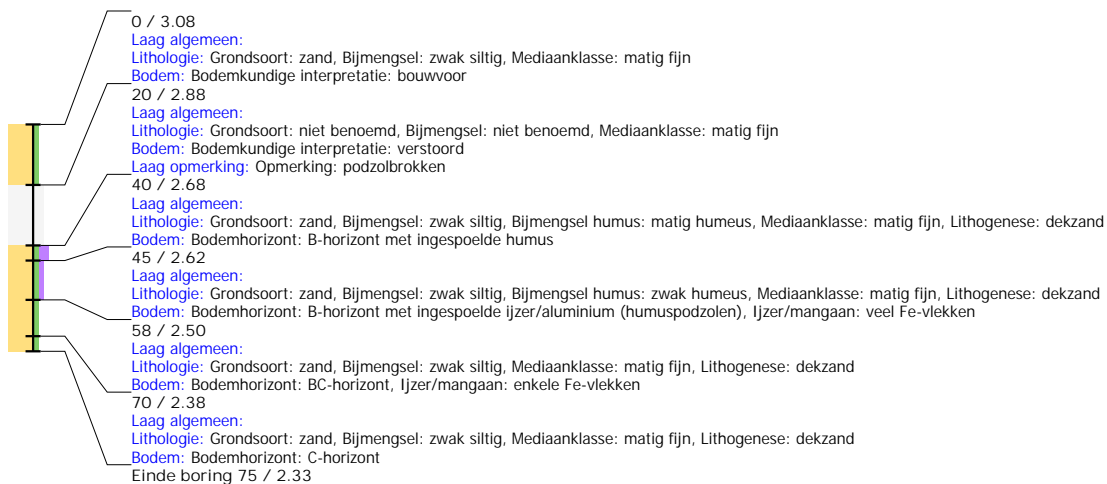 0 / 3.08
Laag algemeen:
Lithologie: Grondsoort: zand, Bijmengsel: zwak siltig, Mediaanklasse: matig fijn
Bodem: Bodemkundige interpretatie: bouwvoor
20 / 2.88
Laag algemeen:
Lithologie: Grondsoort: niet benoemd, Bijmengsel: niet benoemd, Mediaanklasse: matig fijn
Bodem: Bodemkundige interpretatie: verstoord
Laag opmerking: Opmerking: podzolbrokken
40 / 2.68
Laag algemeen:
Lithologie: Grondsoort: zand, Bijmengsel: zwak siltig, Bijmengsel humus: matig humeus, Mediaanklasse: matig fijn, Lithogenese: dekzand
Bodem: Bodemhorizont: B-horizont met ingespoelde humus
45 / 2.62
Laag algemeen:
Lithologie: Grondsoort: zand, Bijmengsel: zwak siltig, Bijmengsel humus: zwak humeus, Mediaanklasse: matig fijn, Lithogenese: dekzand
Bodem: Bodemhorizont: B-horizont met ingespoelde ijzer/aluminium (humuspodzolen), Ijzer/mangaan: veel Fe-vlekken
58 / 2.50
Laag algemeen:
Lithologie: Grondsoort: zand, Bijmengsel: zwak siltig, Mediaanklasse: matig fijn, Lithogenese: dekzand
Bodem: Bodemhorizont: BC-horizont, Ijzer/mangaan: enkele Fe-vlekken
70 / 2.38
Laag algemeen:
Lithologie: Grondsoort: zand, Bijmengsel: zwak siltig, Mediaanklasse: matig fijn, Lithogenese: dekzand
Bodem: Bodemhorizont: C-horizont
Einde boring 75 / 2.33